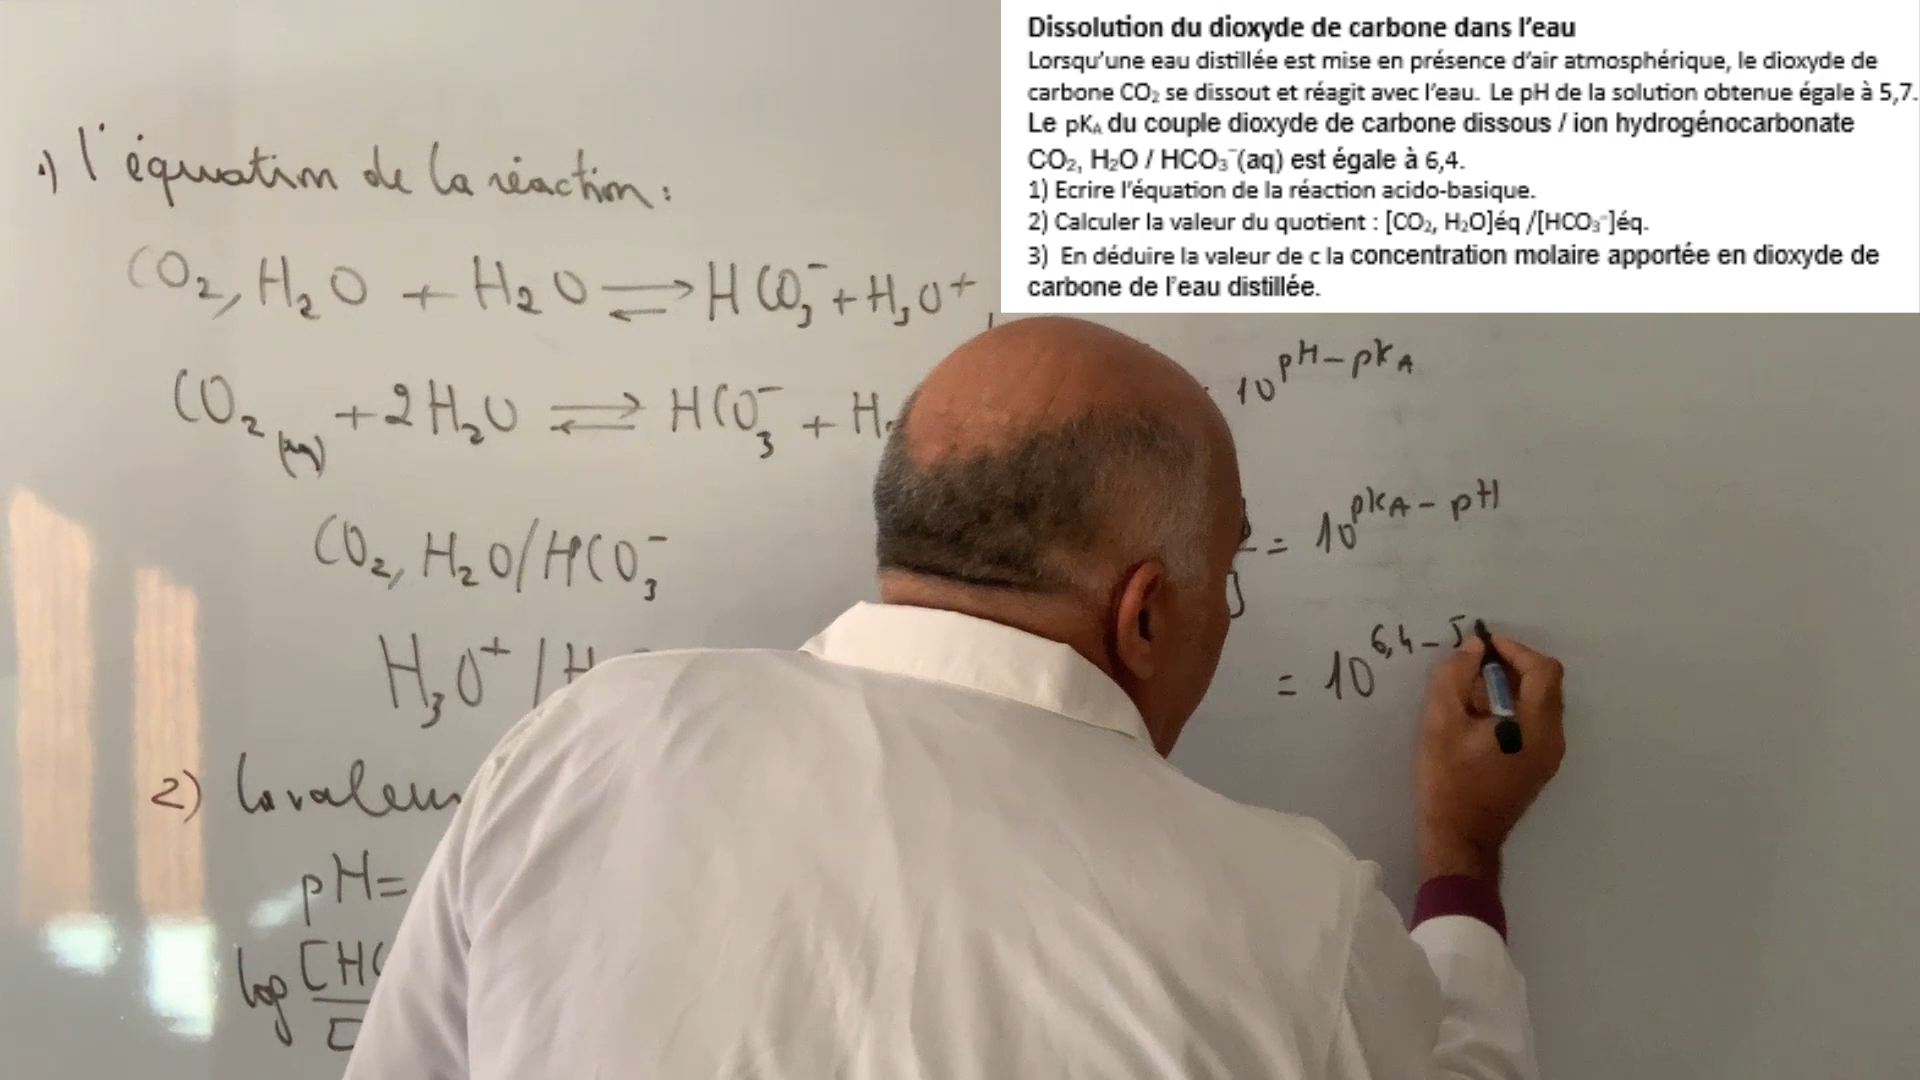 Dissolution du dioxyde de carbone dans l'eau
Lorsqu'une eau distillée est mise en présence d'air atmosphérique, le dioxyde de
carbone CO₂ se dissout et réagit avec l'eau. Le pH de la solution obtenue égale à 5,7.
Le pKA du couple dioxyde de carbone dissous / ion hydrogénocarbonate
CO₂, H₂O / HCO₃⁻(aq) est égale à 6,4.
1) Ecrire l'équation de la réaction acido-basique.
2) Calculer la valeur du quotient : [CO₂, H₂O]éq /[HCO₃⁻]éq.
3) En déduire la valeur de c la concentration molaire apportée en dioxyde de
carbone de l'eau distillée.
1) l'équation de la réaction :
CO₂, H₂O + H₂O ⇌ HCO₃⁻ + H₃O⁺
CO₂ (aq) + 2H₂O ⇌ HCO₃⁻ + H
CO₂, H₂O/HCO₃⁻
H₃O⁺ / H
2) la valeur
pH =
log [HC
[
10^pH-pKA
] = 10^pKA-pH
= 10^6,4-5